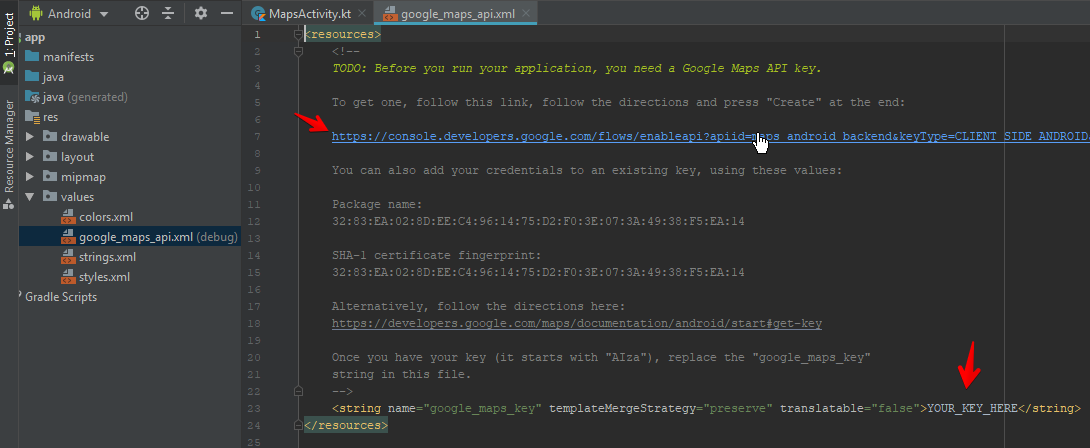 Android
MapsActivity.kt
google_maps_api.xml
1: Project
Resource Manager
app
manifests
java
java (generated)
res
drawable
layout
mipmap
values
colors.xml
google_maps_api.xml (debug)
strings.xml
styles.xml
Gradle Scripts
1 <resources>
2 <!--
3 TODO: Before you run your application, you need a Google Maps API key.
4
5 To get one, follow this link, follow the directions and press "Create" at the end:
6
7 https://console.developers.google.com/flows/enableapi?apiid=maps_android_backend&keyType=CLIENT_SIDE_ANDROID
8
9 You can also add your credentials to an existing key, using these values:
10
11 Package name:
12 32:83:EA:02:8D:EE:C4:96:14:75:D2:F0:3E:07:3A:49:38:F5:EA:14
13
14 SHA-1 certificate fingerprint:
15 32:83:EA:02:8D:EE:C4:96:14:75:D2:F0:3E:07:3A:49:38:F5:EA:14
16
17 Alternatively, follow the directions here:
18 https://developers.google.com/maps/documentation/android/start#get-key
19
20 Once you have your key (it starts with "AIza"), replace the "google_maps_key"
21 string in this file.
22 -->
23 <string name="google_maps_key" templateMergeStrategy="preserve" translatable="false">YOUR_KEY_HERE</string>
24 </resources>
25